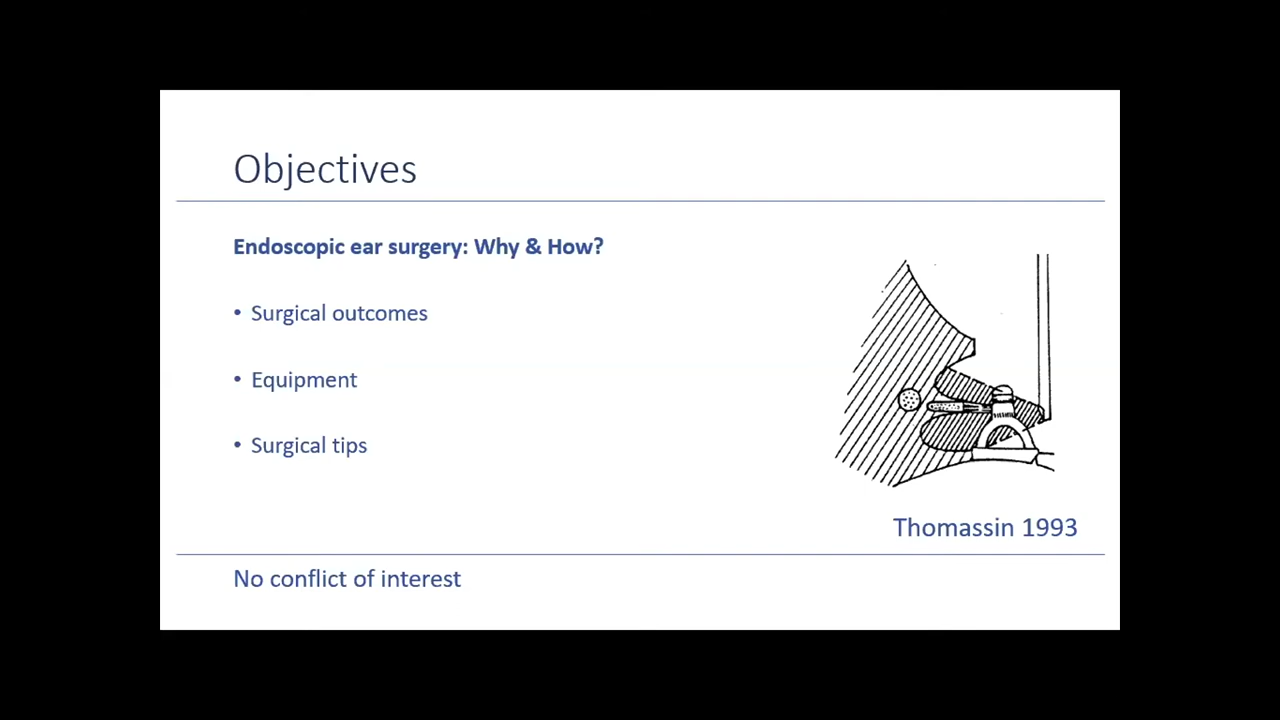 Objectives
Endoscopic ear surgery: Why & How?
• Surgical outcomes
• Equipment
• Surgical tips
Thomassin 1993
No conflict of interest